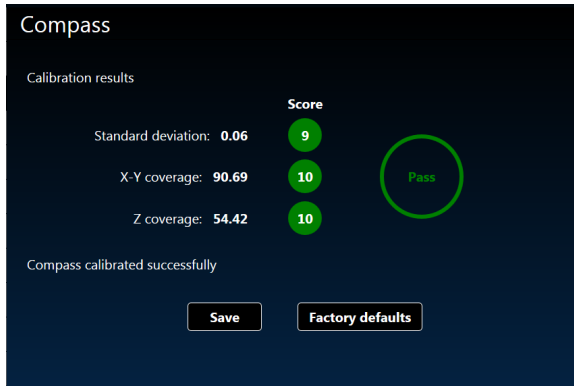 Compass
Calibration results
Score
Standard deviation: 0.06 9
X-Y coverage: 90.69 10 Pass
Z coverage: 54.42 10
Compass calibrated successfully
Save Factory defaults